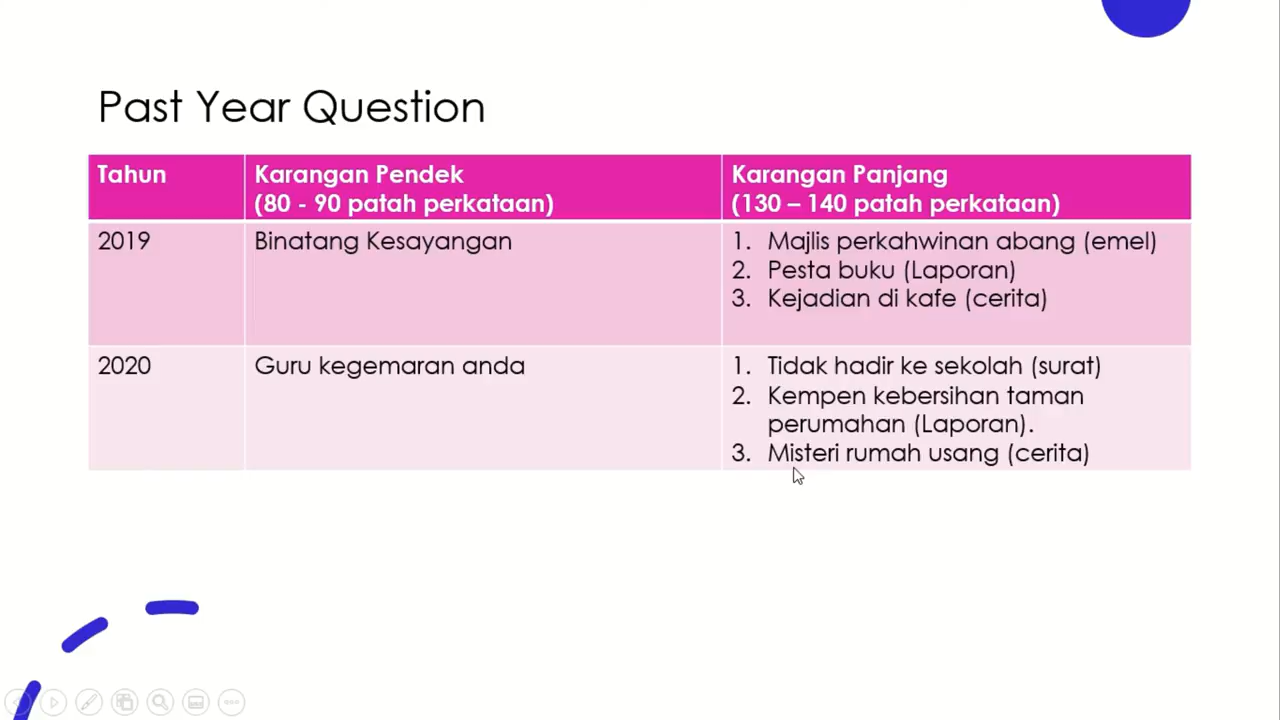 Past Year Question
Tahun
Karangan Pendek
(80 - 90 patah perkataan)
Karangan Panjang
(130 – 140 patah perkataan)
2019
Binatang Kesayangan
1. Majlis perkahwinan abang (emel)
2. Pesta buku (Laporan)
3. Kejadian di kafe (cerita)
2020
Guru kegemaran anda
1. Tidak hadir ke sekolah (surat)
2. Kempen kebersihan taman
perumahan (Laporan).
3. Misteri rumah usang (cerita)